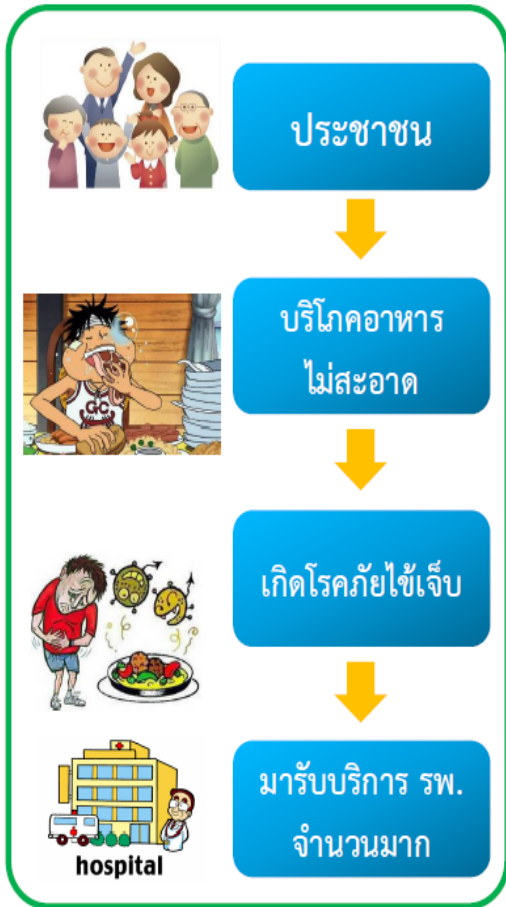 ประชาชน
บริโภคอาหาร
ไม่สะอาด
เกิดโรคภัยไข้เจ็บ
มารับบริการ รพ.
จำนวนมาก
hospital